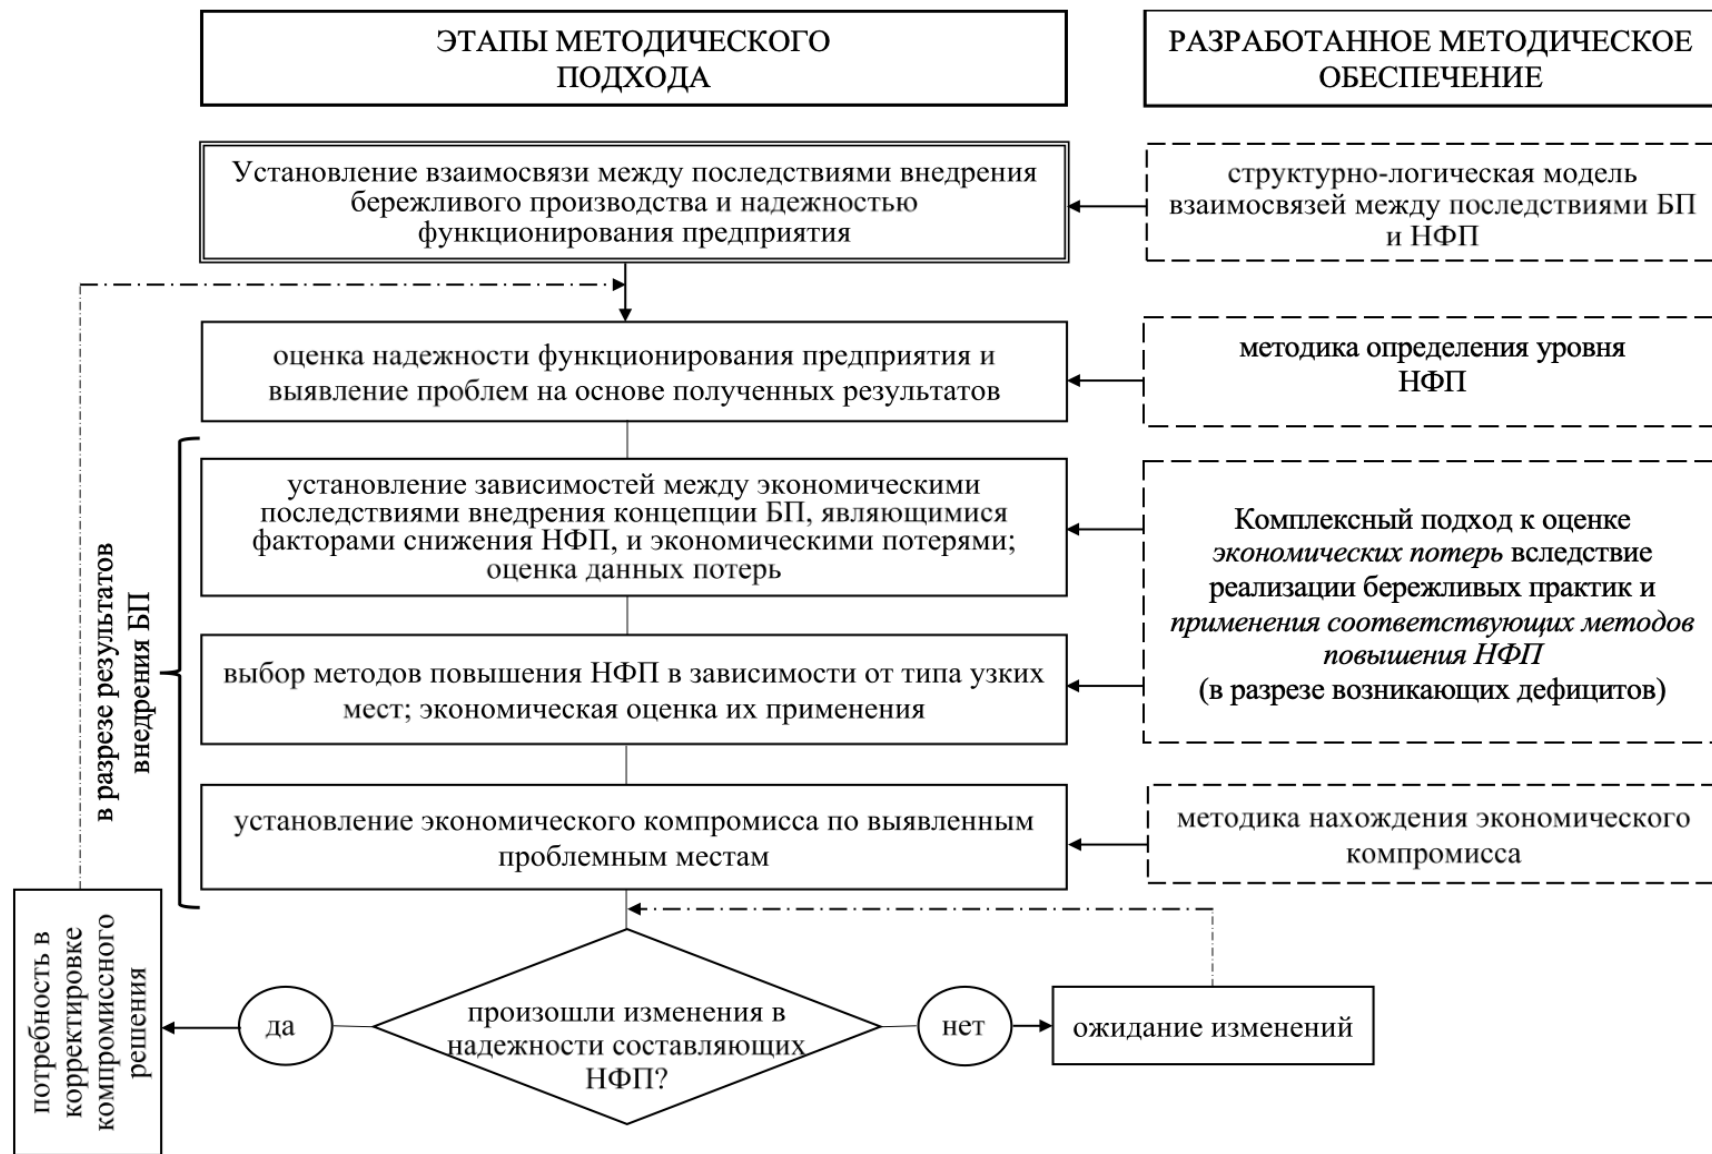 ЭТАПЫ МЕТОДИЧЕСКОГО
ПОДХОДА
РАЗРАБОТАННОЕ МЕТОДИЧЕСКОЕ
ОБЕСПЕЧЕНИЕ
Установление взаимосвязи между последствиями внедрения
бережливого производства и надежностью
функционирования предприятия
структурно-логическая модель
взаимосвязей между последствиями БП
и НФП
оценка надежности функционирования предприятия и
выявление проблем на основе полученных результатов
методика определения уровня
НФП
в разрезе результатов
внедрения БП
установление зависимостей между экономическими
последствиями внедрения концепции БП, являющимися
факторами снижения НФП, и экономическими потерями;
оценка данных потерь
Комплексный подход к оценке
экономических потерь вследствие
реализации бережливых практик и
применения соответствующих методов
повышения НФП
(в разрезе возникающих дефицитов)
выбор методов повышения НФП в зависимости от типа узких
мест; экономическая оценка их применения
установление экономического компромисса по выявленным
проблемным местам
методика нахождения экономического
компромисса
потребность в
корректировке
компромиссного
решения
да
произошли изменения в
надежности составляющих
НФП?
нет
ожидание изменений